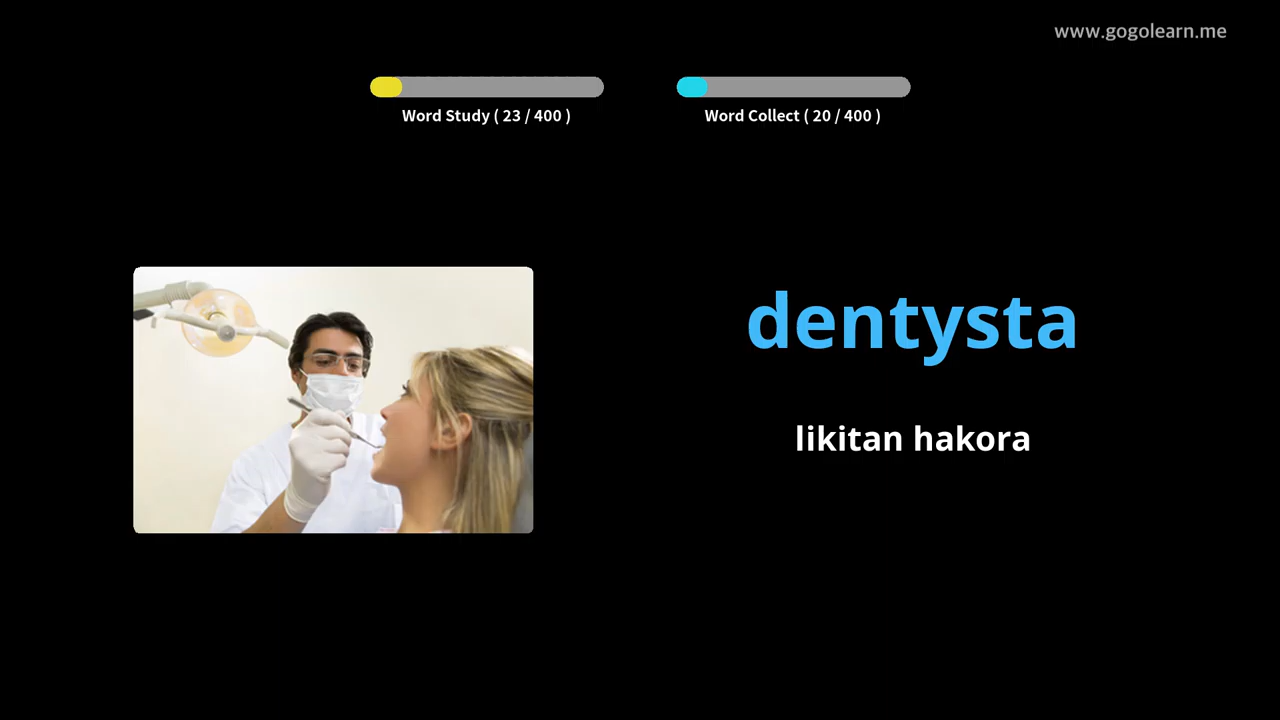 www.gogolearn.me
Word Study ( 23 / 400 )
Word Collect ( 20 / 400 )
dentysta
likitan hakora